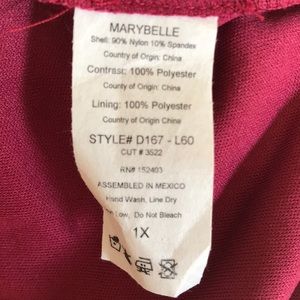 MARYBELLE
Shell: 90% Nylon 10% Spandex
Country of Origin: China
Contrast: 100% Polyester
Country of Origin: China
Lining: 100% Polyester
Country of Origin: China
STYLE# D167 - L60
CUT # 3522
RN# 152403
ASSEMBLED IN MEXICO
Hand Wash, Line Dry
Low, Do Not Bleach
1X